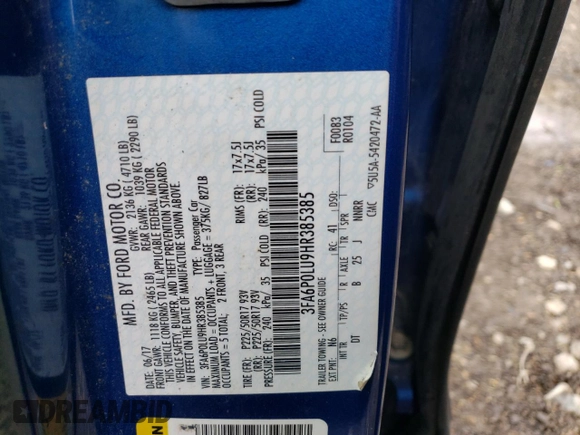 MFD. BY FORD MOTOR CO.
DATE: 06/17 GVWR: 2136 KG ( 4710 LB)
FRONT GAWR: 1118 KG ( 2465 LB) REAR GAWR: 1039 KG ( 2290 LB)
THIS VEHICLE CONFORMS TO ALL APPLICABLE FEDERAL MOTOR
VEHICLE SAFETY, BUMPER, AND THEFT PREVENTION STANDARDS
IN EFFECT ON THE DATE OF MANUFACTURE SHOWN ABOVE.
VIN: 3FA6P0LU9HR385385 TYPE: Passenger Car
MAXIMUM LOAD = OCCUPANTS + LUGGAGE = 375KG/ 827LB
OCCUPANTS = 5 TOTAL: 2 FRONT, 3 REAR
TIRE (FR): P225/50R17 93V RIMS (FR): 17x7.5J
TIRE (RR): P225/50R17 93V (RR): 17x7.5J
PRESSURE (FR): 240 kPa/ 35 PSI COLD (RR): 240 kPa/ 35 PSI COLD
3FA6P0LU9HR385385
F0083
R0104
TRAILER TOWING - SEE OWNER GUIDE
EXT PNT: N6 RC: 41 DSO:
INT TR TP/PS R AXLE TR SPR
DT B 25 J NNRR
CMC ▽5U5A-5420472-AA
N
DREAMBID